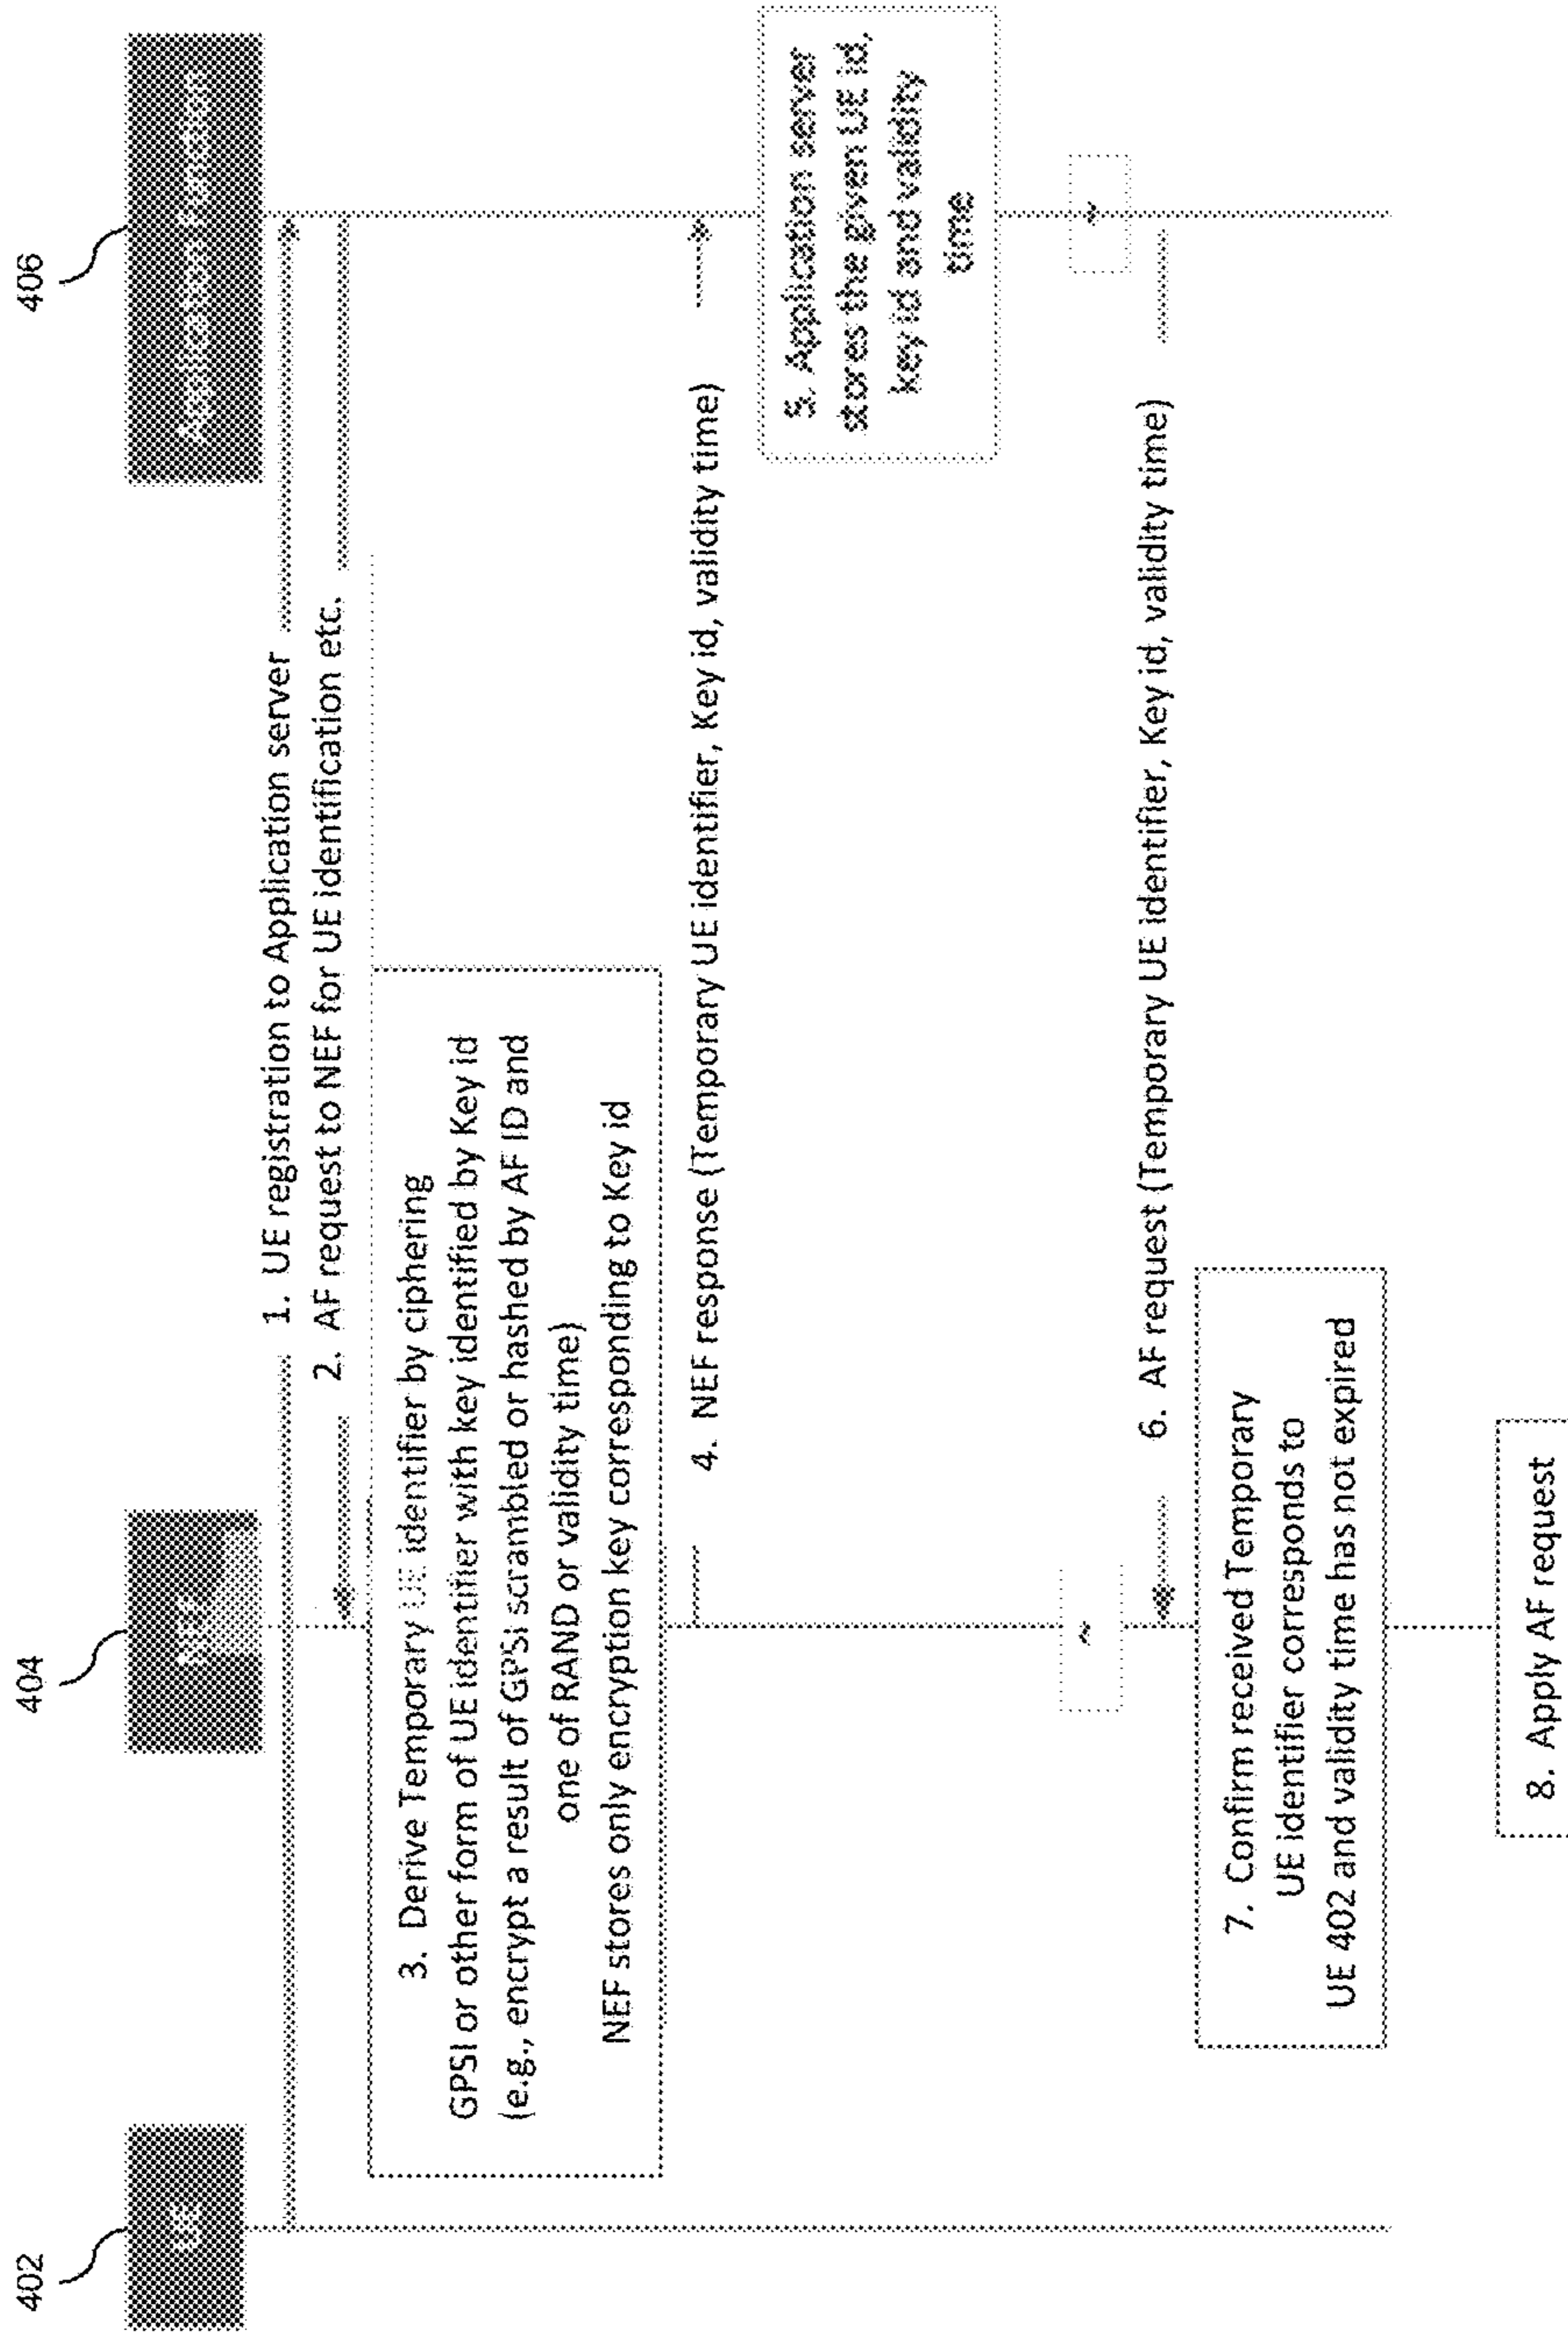 402
404
406
UE
1. UE registration to Application server
2. AF request to NEF for UE identification etc.
3. Derive Temporary UE identifier by ciphering
GPSI or other form of UE identifier with key identified by Key id
(e.g., encrypt a result of GPSI scrambled or hashed by AF ID and
one of RAND or validity time)
NEF stores only encryption key corresponding to Key id
4. NEF response (Temporary UE identifier, Key id, validity time)
5. Application server
stores the given UE id,
key id and validity
time
6. AF request (Temporary UE identifier, Key id, validity time)
7. Confirm received Temporary
UE identifier corresponds to
UE 402 and validity time has not expired
8. Apply AF request